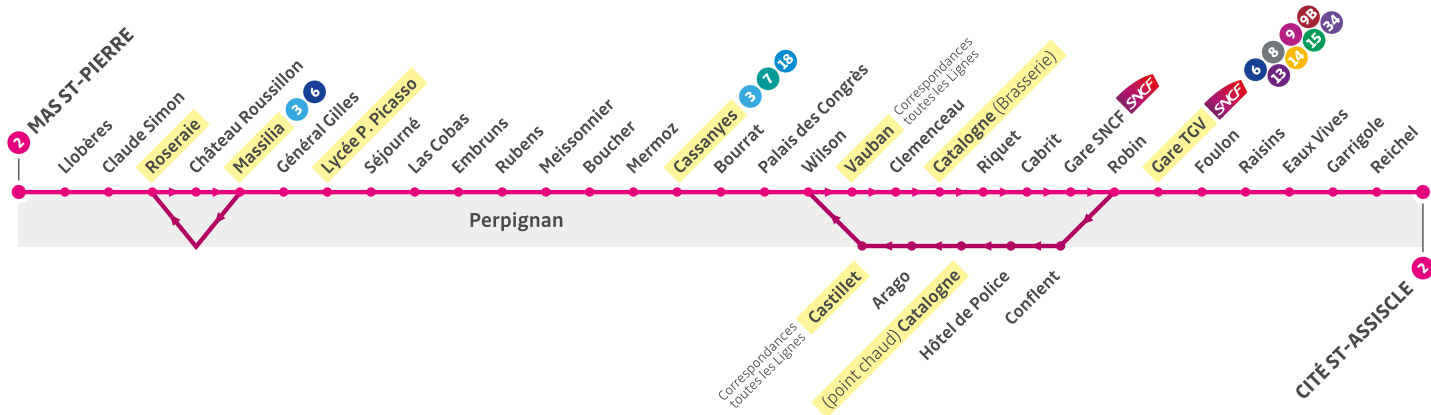 2 MAS ST-PIERRE
Llobères
Claude Simon
Roseraie
Château Roussillon
Massilia 3 6
Général Gilles
Lycée P. Picasso
Séjourné
Las Cobas
Embruns
Rubens
Meissonnier
Boucher
Mermoz
Cassanyes 3 7 18
Bourrat
Palais des Congrès
Wilson
Vauban
Correspondances
toutes les Lignes
Clemenceau
Catalogne (Brasserie)
Riquet
Cabrit
Gare SNCF SNCF
Robin
Gare TGV SNCF
6 8 9 9B
13 14 15 34
Foulon
Raisins
Eaux Vives
Garrigole
Reichel
Perpignan
Correspondances
toutes les Lignes
Castillet
Arago
(point chaud) Catalogne
Hôtel de Police
Conflent
CITÉ ST-ASSISCLE 2